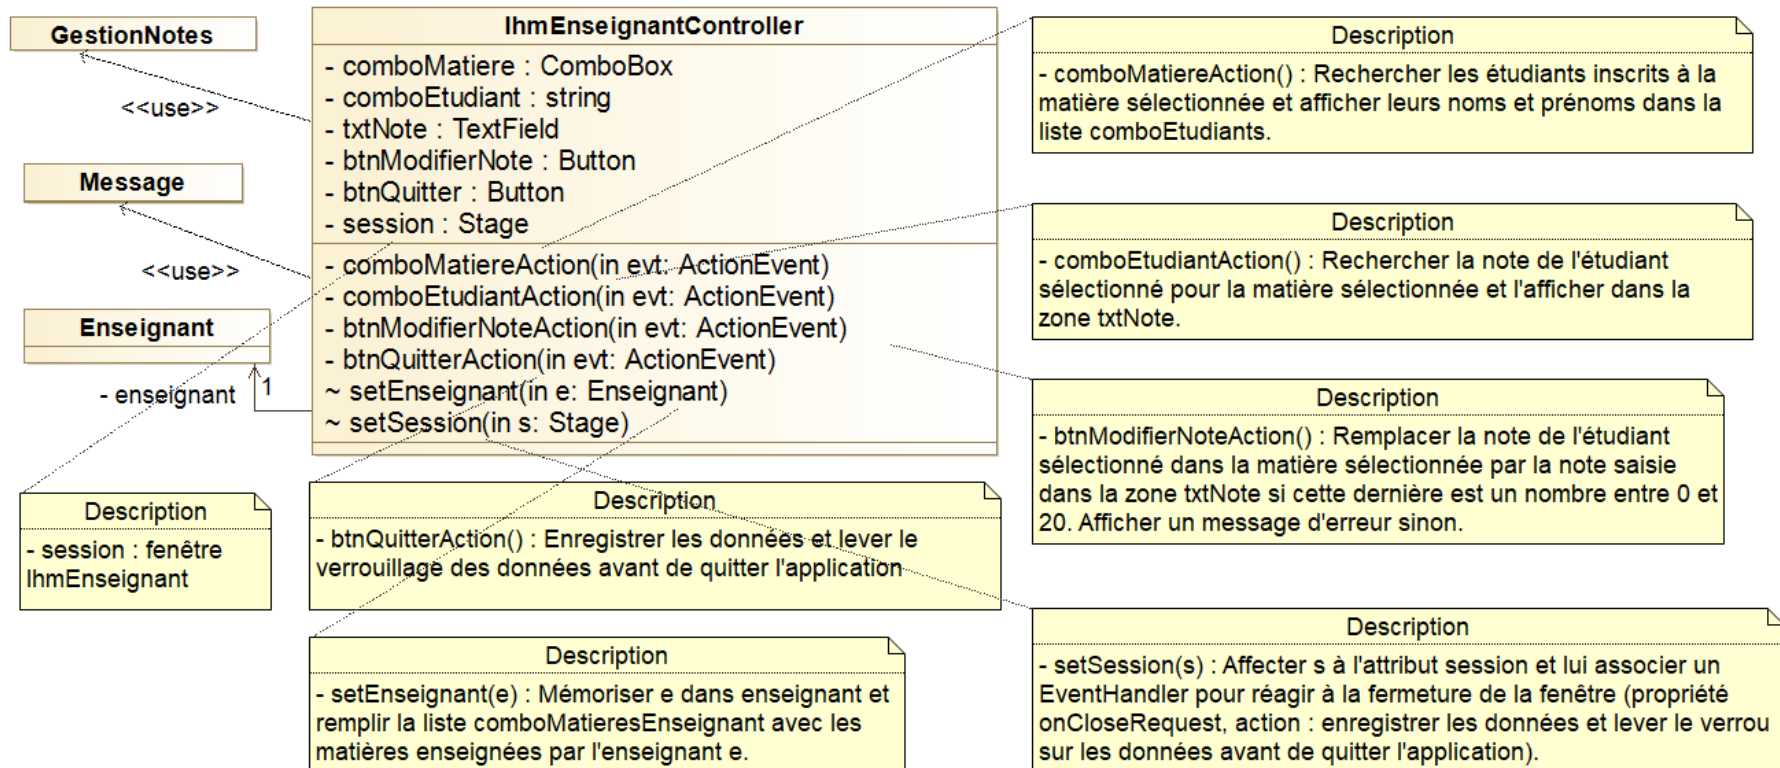 GestionNotes
<<use>>
Message
<<use>>
Enseignant
- enseignant
1
IhmEnseignantController
- comboMatiere : ComboBox
- comboEtudiant : string
- txtNote : TextField
- btnModifierNote : Button
- btnQuitter : Button
- session : Stage
- comboMatiereAction(in evt: ActionEvent)
- comboEtudiantAction(in evt: ActionEvent)
- btnModifierNoteAction(in evt: ActionEvent)
- btnQuitterAction(in evt: ActionEvent)
~ setEnseignant(in e: Enseignant)
~ setSession(in s: Stage)
Description
- comboMatiereAction() : Rechercher les étudiants inscrits à la
matière sélectionnée et afficher leurs noms et prénoms dans la
liste comboEtudiants.
Description
- comboEtudiantAction() : Rechercher la note de l'étudiant
sélectionné pour la matière sélectionnée et l'afficher dans la
zone txtNote.
Description
- btnModifierNoteAction() : Remplacer la note de l'étudiant
sélectionné dans la matière sélectionnée par la note saisie
dans la zone txtNote si cette dernière est un nombre entre 0 et
20. Afficher un message d'erreur sinon.
Description
- session : fenêtre
IhmEnseignant
Description
- btnQuitterAction() : Enregistrer les données et lever le
verrouillage des données avant de quitter l'application
Description
- setEnseignant(e) : Mémoriser e dans enseignant et
remplir la liste comboMatieresEnseignant avec les
matières enseignées par l'enseignant e.
Description
- setSession(s) : Affecter s à l'attribut session et lui associer un
EventHandler pour réagir à la fermeture de la fenêtre (propriété
onCloseRequest, action : enregistrer les données et lever le verrou
sur les données avant de quitter l'application).